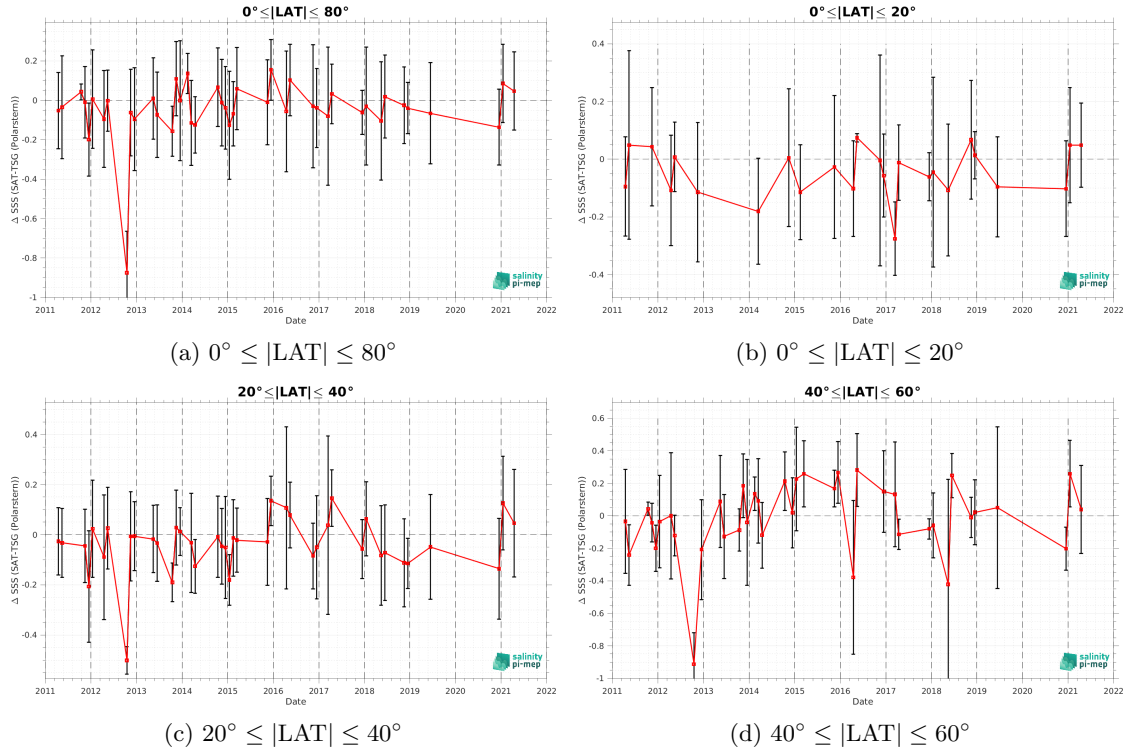 0°≤|LAT|≤ 80°
Δ SSS (SAT-TSG (Polarstern))
0.4
0.2
0
-0.2
-0.4
-0.6
-0.8
-1
2011 2012 2013 2014 2015 2016 2017 2018 2019 2020 2021 2022
Date
salinity
pi-mep
(a) 0° ≤ |LAT| ≤ 80°
0°≤|LAT|≤ 20°
Δ SSS (SAT-TSG (Polarstern))
0.4
0.2
0
-0.2
-0.4
2011 2012 2013 2014 2015 2016 2017 2018 2019 2020 2021 2022
Date
salinity
pi-mep
(b) 0° ≤ |LAT| ≤ 20°
20°≤|LAT|≤ 40°
Δ SSS (SAT-TSG (Polarstern))
0.4
0.2
0
-0.2
-0.4
2011 2012 2013 2014 2015 2016 2017 2018 2019 2020 2021 2022
Date
salinity
pi-mep
(c) 20° ≤ |LAT| ≤ 40°
40°≤|LAT|≤ 60°
Δ SSS (SAT-TSG (Polarstern))
0.6
0.4
0.2
0
-0.2
-0.4
-0.6
-0.8
-1
2011 2012 2013 2014 2015 2016 2017 2018 2019 2020 2021 2022
Date
salinity
pi-mep
(d) 40° ≤ |LAT| ≤ 60°